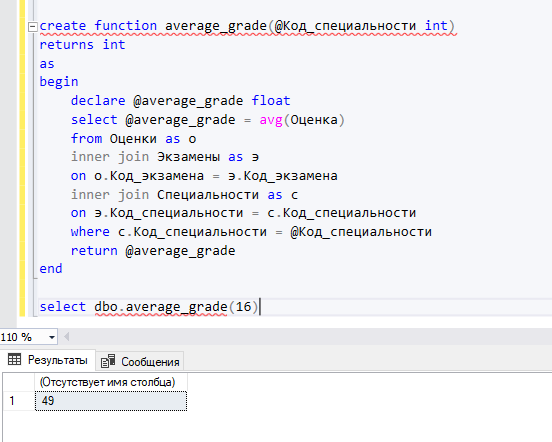 create function average_grade(@Код_специальности int)
returns int
as
begin
declare @average_grade float
select @average_grade = avg(Оценка)
from Оценки as о
inner join Экзамены as э
on о.Код_экзамена = э.Код_экзамена
inner join Специальности as с
on э.Код_специальности = с.Код_специальности
where с.Код_специальности = @Код_специальности
return @average_grade
end
select dbo.average_grade(16)
110 %
Результаты
Сообщения
(Отсутствует имя столбца)
1
49